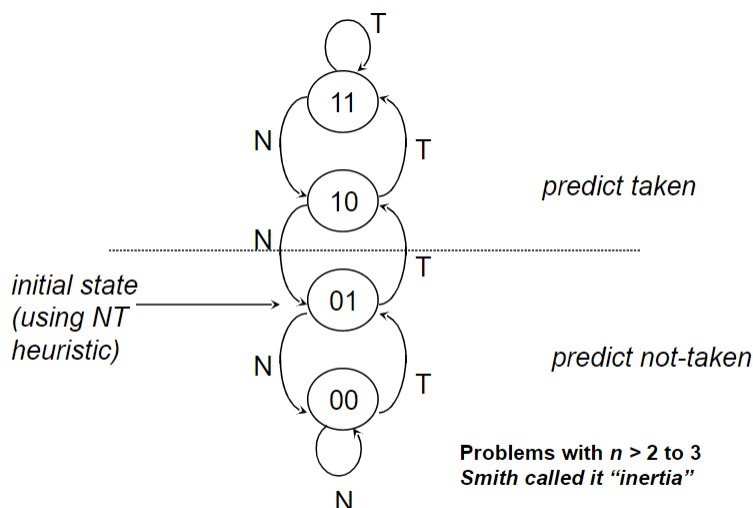 T
11
N
T
10
predict taken
N
T
initial state
(using NT
heuristic)
01
predict not-taken
N
T
00
Problems with n > 2 to 3
Smith called it “inertia”
N